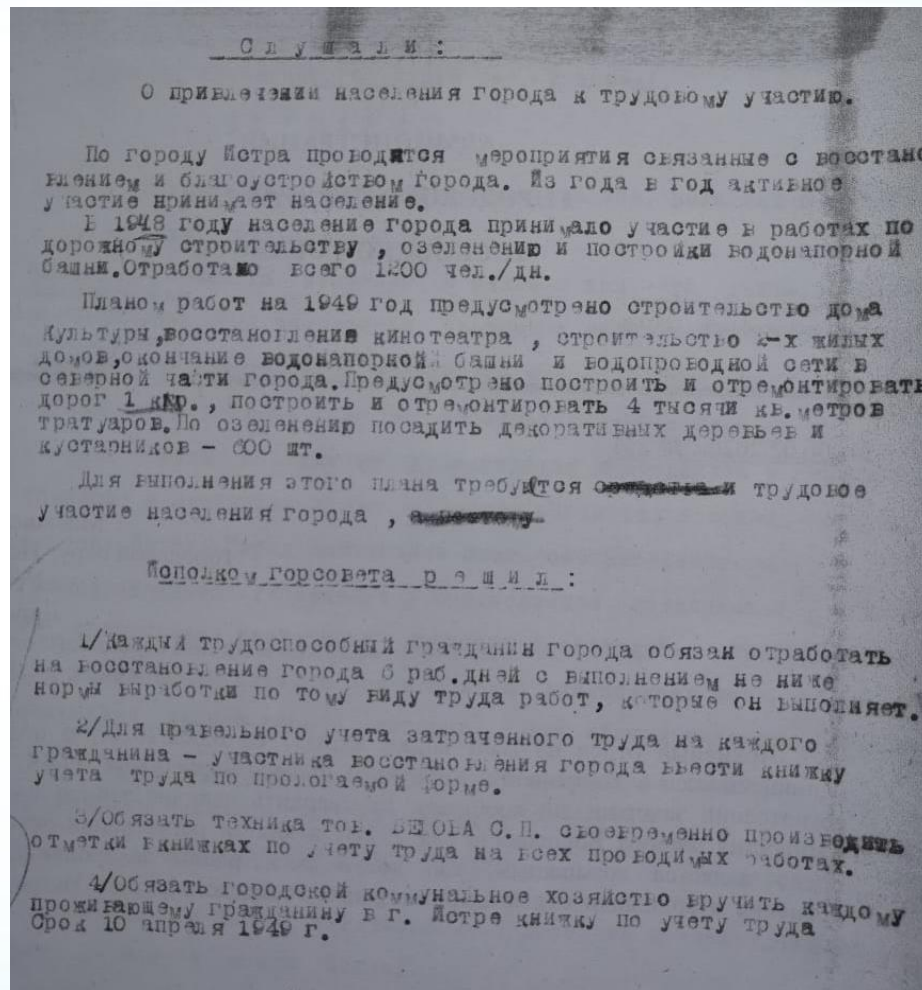 Слушали:
О привлечении населения города к трудовому участию.
По городу Истра проводятся мероприятия связанные с восстано
влением и благоустройством города. Из года в год активное
участие принимает население.
В 1948 году население города принимало участие в работах по
дорожному строительству , озеленению и постройки водонапорной
башни.Отработано всего 1200 чел./дн.
Планом работ на 1949 год предусмотрено строительство дома
культуры,восстановления кинотеатра , строительство 2-х жилых
домов,окончание водонапорной башни и водопроводной сети в
северной части города.Предусмотрено построить и отремонтировать
дорог 1 , построить и отремонтировать 4 тысячи кв.метров
тратуаров.По озеленению посадить декоративных деревьев и
кустарников - 600 шт.
Для выполнения этого плана требуется и трудовое
участие населения города ,
Исполком горсовета решил:
1/Каждый трудоспособный гражданин города обязан отработать
на восстановление города 6 раб.дней с выполнением не ниже
нормы выработки по тому виду труда работ, которые он выполняет.
2/Для правельного учета затраченного труда на каждого
гражданина - участника восстановления города ввести книжку
учета труда по прологаемой форме.
3/Обязать техника тов. БЕЛОВА С.П. своевременно производить
отметки вкнижках по учету труда на всех проводимых работах.
4/Обязать городской коммунальное хозяйство вручить каждому
проживающему гражданину в г. Истре книжку по учету труда
Срок 10 апреля 1949 г.